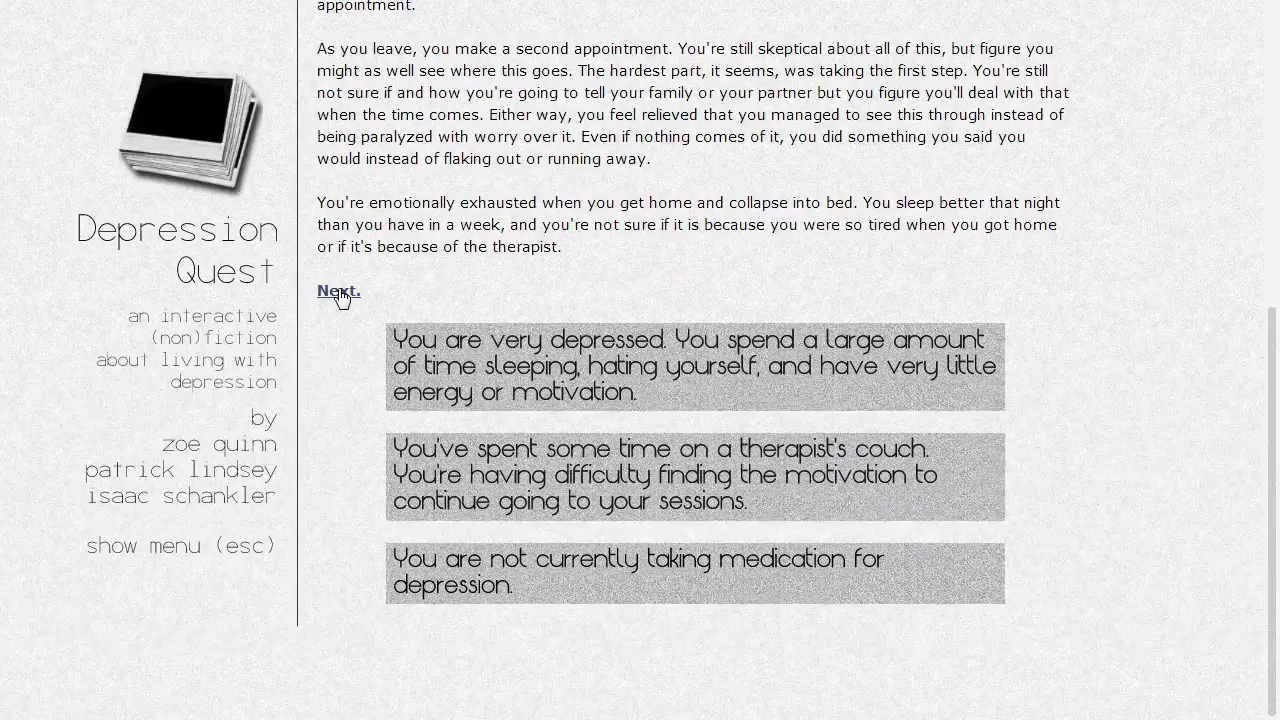 appointment.
As you leave, you make a second appointment. You're still skeptical about all of this, but figure you
might as well see where this goes. The hardest part, it seems, was taking the first step. You're still
not sure if and how you're going to tell your family or your partner but you figure you'll deal with that
when the time comes. Either way, you feel relieved that you managed to see this through instead of
being paralyzed with worry over it. Even if nothing comes of it, you did something you said you
would instead of flaking out or running away.
You're emotionally exhausted when you get home and collapse into bed. You sleep better that night
than you have in a week, and you're not sure if it is because you were so tired when you got home
or if it's because of the therapist.
Next.
You are very depressed. You spend a large amount
of time sleeping, hating yourself, and have very little
energy or motivation.
You've spent some time on a therapist's couch.
You're having difficulty finding the motivation to
continue going to your sessions.
You are not currently taking medication for
depression.
Depression
Quest
an interactive
(non)fiction
about living with
depression
by
zoe quinn
patrick lindsey
isaac schankler
show menu (esc)